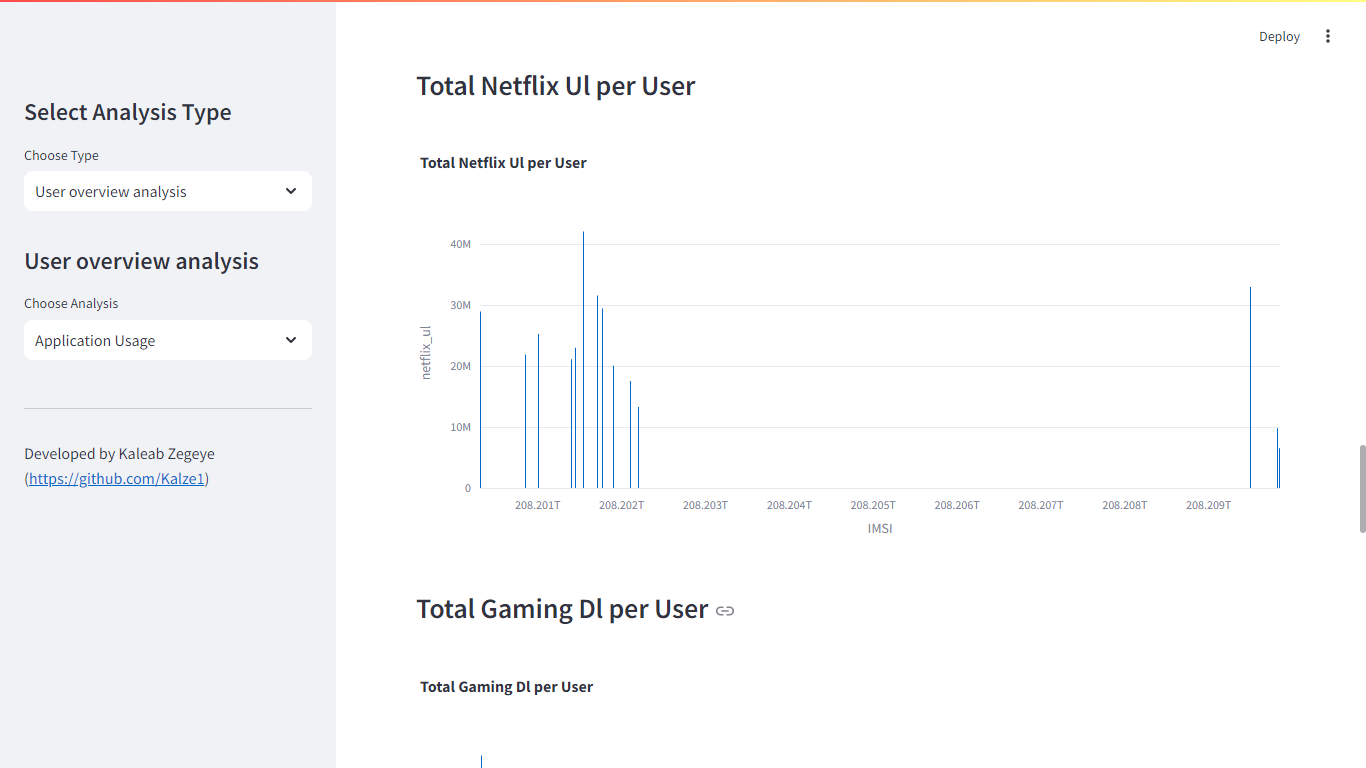 Deploy
Select Analysis Type
Choose Type
User overview analysis
User overview analysis
Choose Analysis
Application Usage
Developed by Kaleab Zegeye
(https://github.com/Kalze1)
Total Netflix Ul per User
Total Netflix Ul per User
40M
30M
20M
10M
0
netflix_ul
208.201T 208.202T 208.203T 208.204T 208.205T 208.206T 208.207T 208.208T 208.209T
IMSI
Total Gaming Dl per User
Total Gaming Dl per User